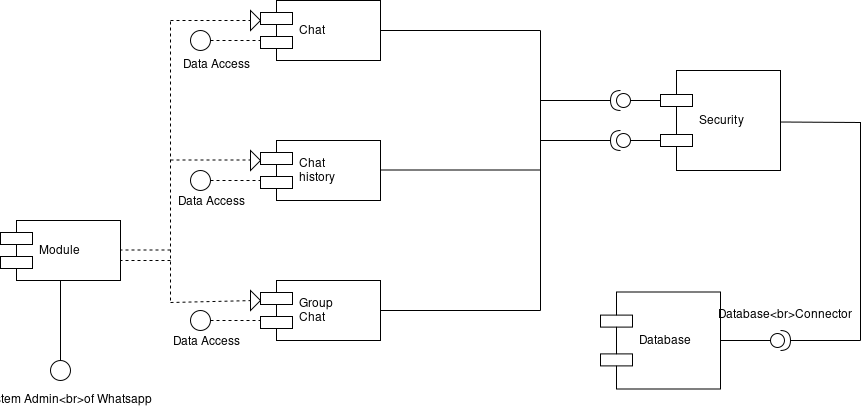 Chat
Data Access
Security
Chat
history
Data Access
Module
Group
Chat
Data Access
Database<br>Connector
Database
stem Admin<br>of Whatsapp